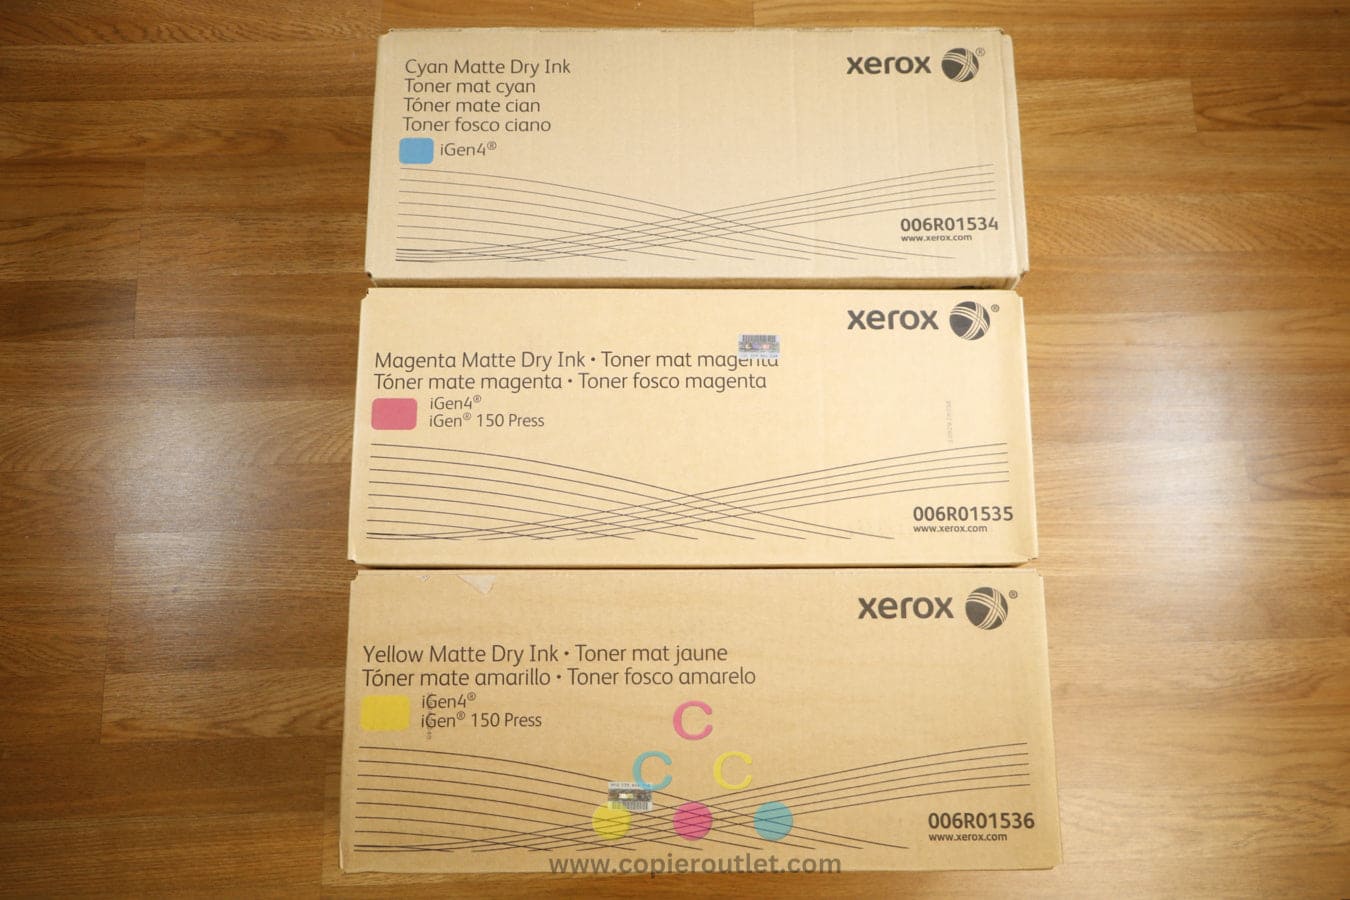 Cyan Matte Dry Ink
Toner mat cyan
Tóner mate cian
Toner fosco ciano
iGen4®
xerox ®
006R01534
www.xerox.com
xerox ®
Magenta Matte Dry Ink • Toner mat magenta
Tóner mate magenta • Toner fosco magenta
iGen4®
iGen® 150 Press
006R01535
www.xerox.com
xerox ®
Yellow Matte Dry Ink • Toner mat jaune
Tóner mate amarillo • Toner fosco amarelo
iGen4®
iGen® 150 Press
C
C C
006R01536
www.xerox.com
www.copieroutlet.com